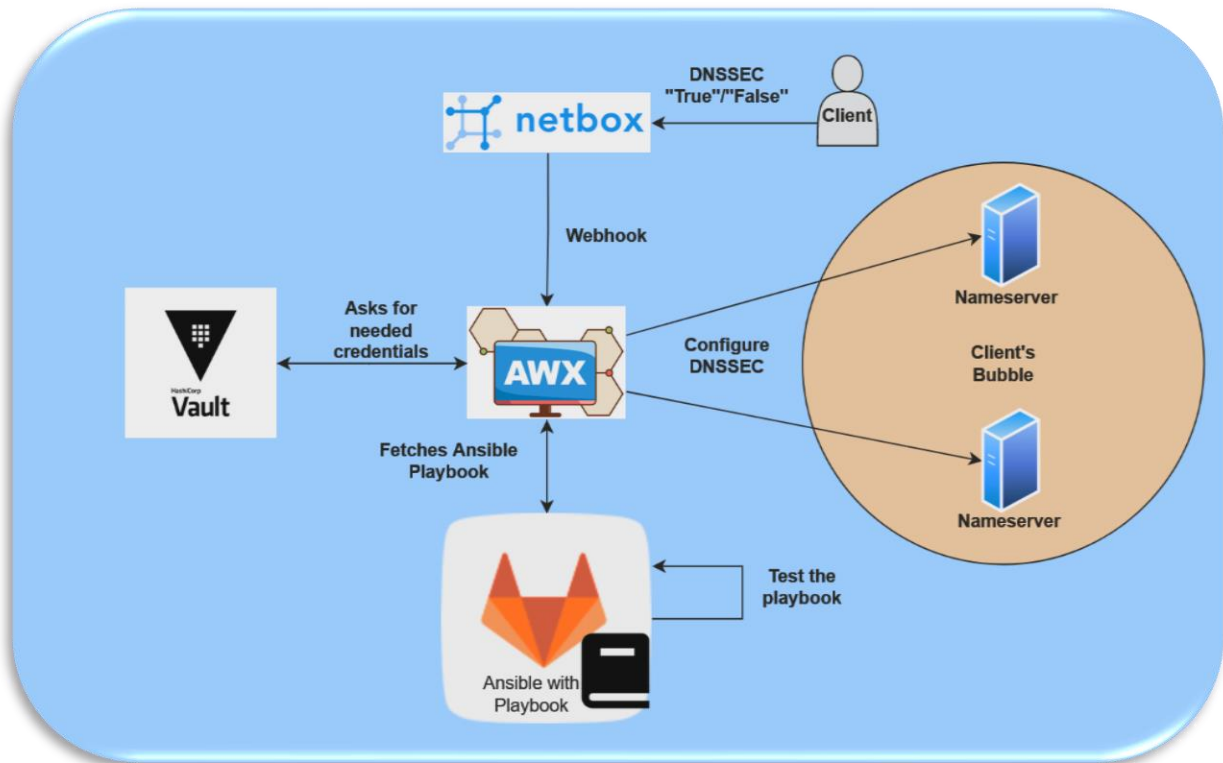 DNSSEC
"True"/"False"
Client
netbox
Webhook
Asks for
needed
credentials
HashiCorp
Vault
AWX
Configure
DNSSEC
Nameserver
Client's
Bubble
Nameserver
Fetches Ansible
Playbook
Test the
playbook
Ansible with
Playbook